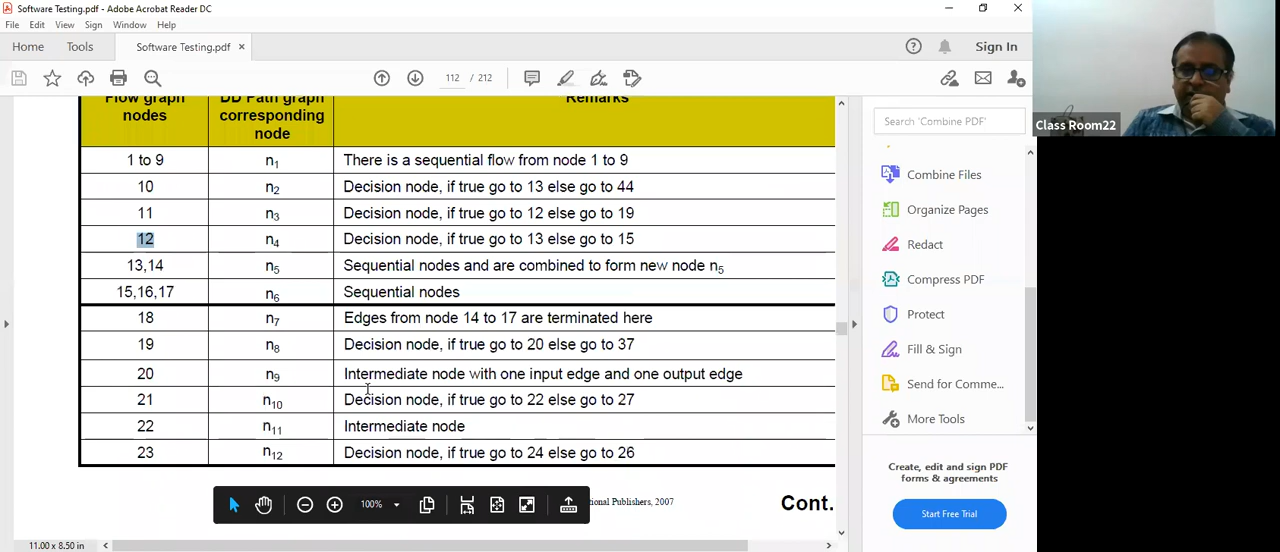 Software Testing.pdf - Adobe Acrobat Reader DC
File Edit View Sign Window Help
Home Tools Software Testing.pdf × Sign In
112 / 212
Flow graph nodes DD Path graph corresponding node Remarks
1 to 9 n1 There is a sequential flow from node 1 to 9
10 n2 Decision node, if true go to 13 else go to 44
11 n3 Decision node, if true go to 12 else go to 19
12 n4 Decision node, if true go to 13 else go to 15
13,14 n5 Sequential nodes and are combined to form new node n5
15,16,17 n6 Sequential nodes
18 n7 Edges from node 14 to 17 are terminated here
19 n8 Decision node, if true go to 20 else go to 37
20 n9 Intermediate node with one input edge and one output edge
21 n10 Decision node, if true go to 22 else go to 27
22 n11 Intermediate node
23 n12 Decision node, if true go to 24 else go to 26
Publishers, 2007
Cont.
100%
11.00 x 8.50 in
Search 'Combine PDF'
Combine Files
Organize Pages
Redact
Compress PDF
Protect
Fill & Sign
Send for Comme...
More Tools
Create, edit and sign PDF
forms & agreements
Start Free Trial
Class Room22